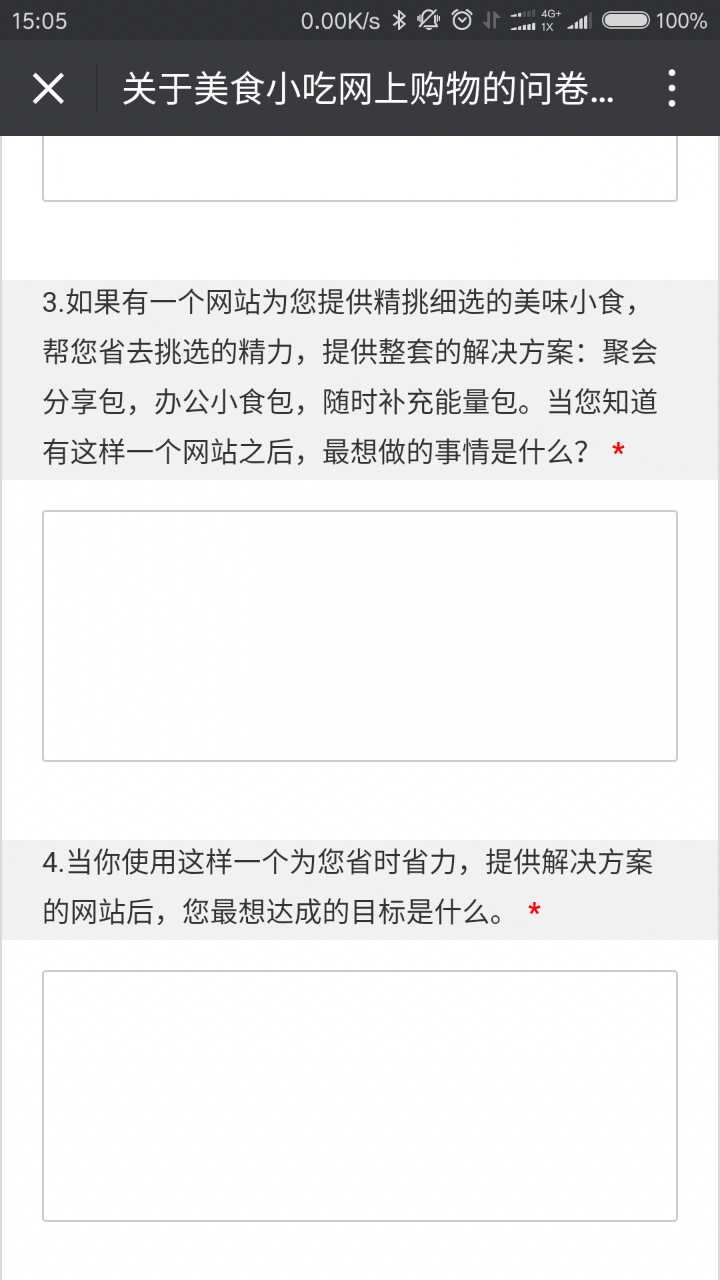 15:05
0.00K/s
4G+
1X
100%
关于美食小吃网上购物的问卷...
3.如果有一个网站为您提供精挑细选的美味小食，
帮您省去挑选的精力，提供整套的解决方案：聚会
分享包，办公小食包，随时补充能量包。当您知道
有这样一个网站之后，最想做的事情是什么？ *
4.当你使用这样一个为您省时省力，提供解决方案
的网站后，您最想达成的目标是什么。 *